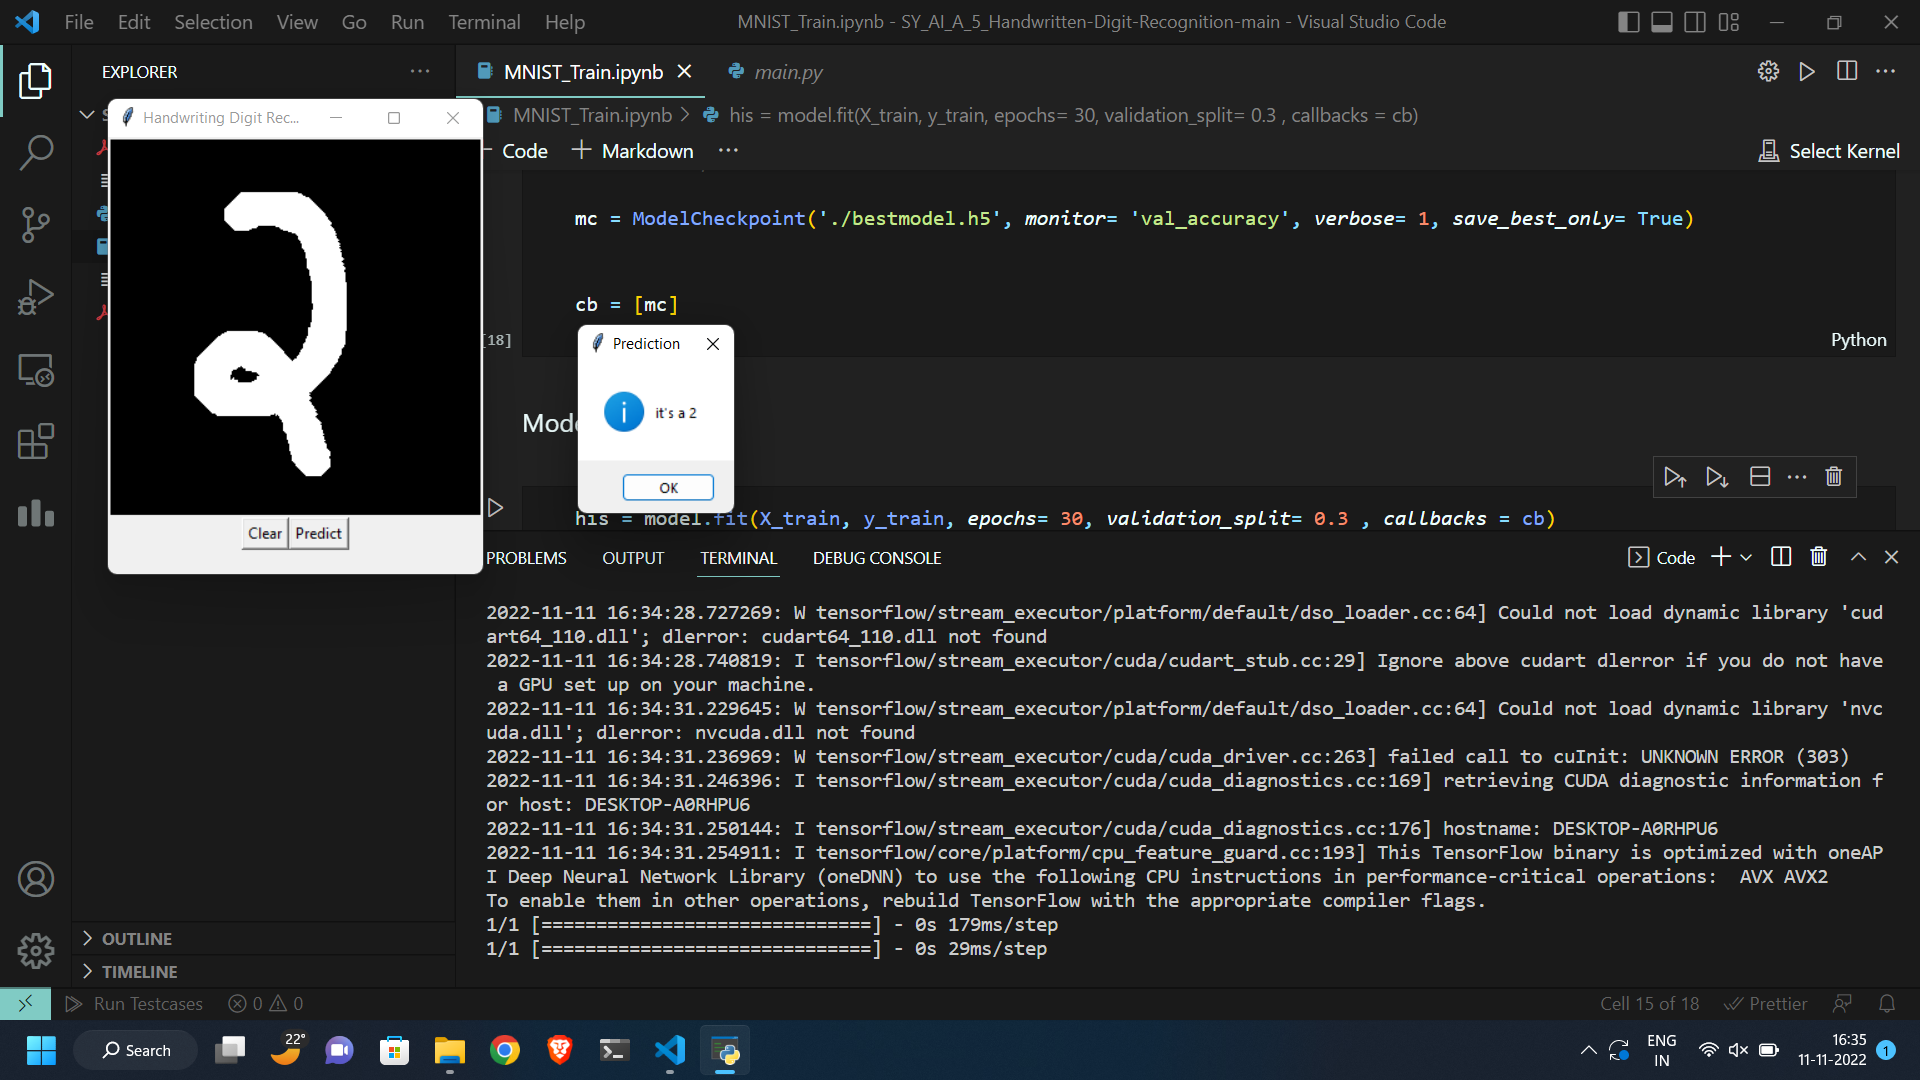 File Edit Selection View Go Run Terminal Help
MNIST_Train.ipynb - SY_AI_A_5_Handwritten-Digit-Recognition-main - Visual Studio Code
EXPLORER
MNIST_Train.ipynb
main.py
MNIST_Train.ipynb > his = model.fit(X_train, y_train, epochs= 30, validation_split= 0.3 , callbacks = cb)
Code + Markdown ...
Select Kernel
Handwriting Digit Rec...
2
Clear Predict
mc = ModelCheckpoint('./bestmodel.h5', monitor= 'val_accuracy', verbose= 1, save_best_only= True)
cb = [mc]
[18]
Python
Prediction
it's a 2
OK
his = model.fit(X_train, y_train, epochs= 30, validation_split= 0.3 , callbacks = cb)
PROBLEMS OUTPUT TERMINAL DEBUG CONSOLE
Code
2022-11-11 16:34:28.727269: W tensorflow/stream_executor/platform/default/dso_loader.cc:64] Could not load dynamic library 'cud
art64_110.dll'; dlerror: cudart64_110.dll not found
2022-11-11 16:34:28.740819: I tensorflow/stream_executor/cuda/cudart_stub.cc:29] Ignore above cudart dlerror if you do not have
a GPU set up on your machine.
2022-11-11 16:34:31.229645: W tensorflow/stream_executor/platform/default/dso_loader.cc:64] Could not load dynamic library 'nvc
uda.dll'; dlerror: nvcuda.dll not found
2022-11-11 16:34:31.236969: W tensorflow/stream_executor/cuda/cuda_driver.cc:263] failed call to cuInit: UNKNOWN ERROR (303)
2022-11-11 16:34:31.246396: I tensorflow/stream_executor/cuda/cuda_diagnostics.cc:169] retrieving CUDA diagnostic information f
or host: DESKTOP-A0RHPU6
2022-11-11 16:34:31.250144: I tensorflow/stream_executor/cuda/cuda_diagnostics.cc:176] hostname: DESKTOP-A0RHPU6
2022-11-11 16:34:31.254911: I tensorflow/core/platform/cpu_feature_guard.cc:193] This TensorFlow binary is optimized with oneAP
I Deep Neural Network Library (oneDNN) to use the following CPU instructions in performance-critical operations:  AVX AVX2
To enable them in other operations, rebuild TensorFlow with the appropriate compiler flags.
1/1 [==============================] - 0s 179ms/step
1/1 [==============================] - 0s 29ms/step
OUTLINE
TIMELINE
Run Testcases 0 0
Cell 15 of 18 Prettier
Search
22°
ENG
IN
16:35
11-11-2022
1